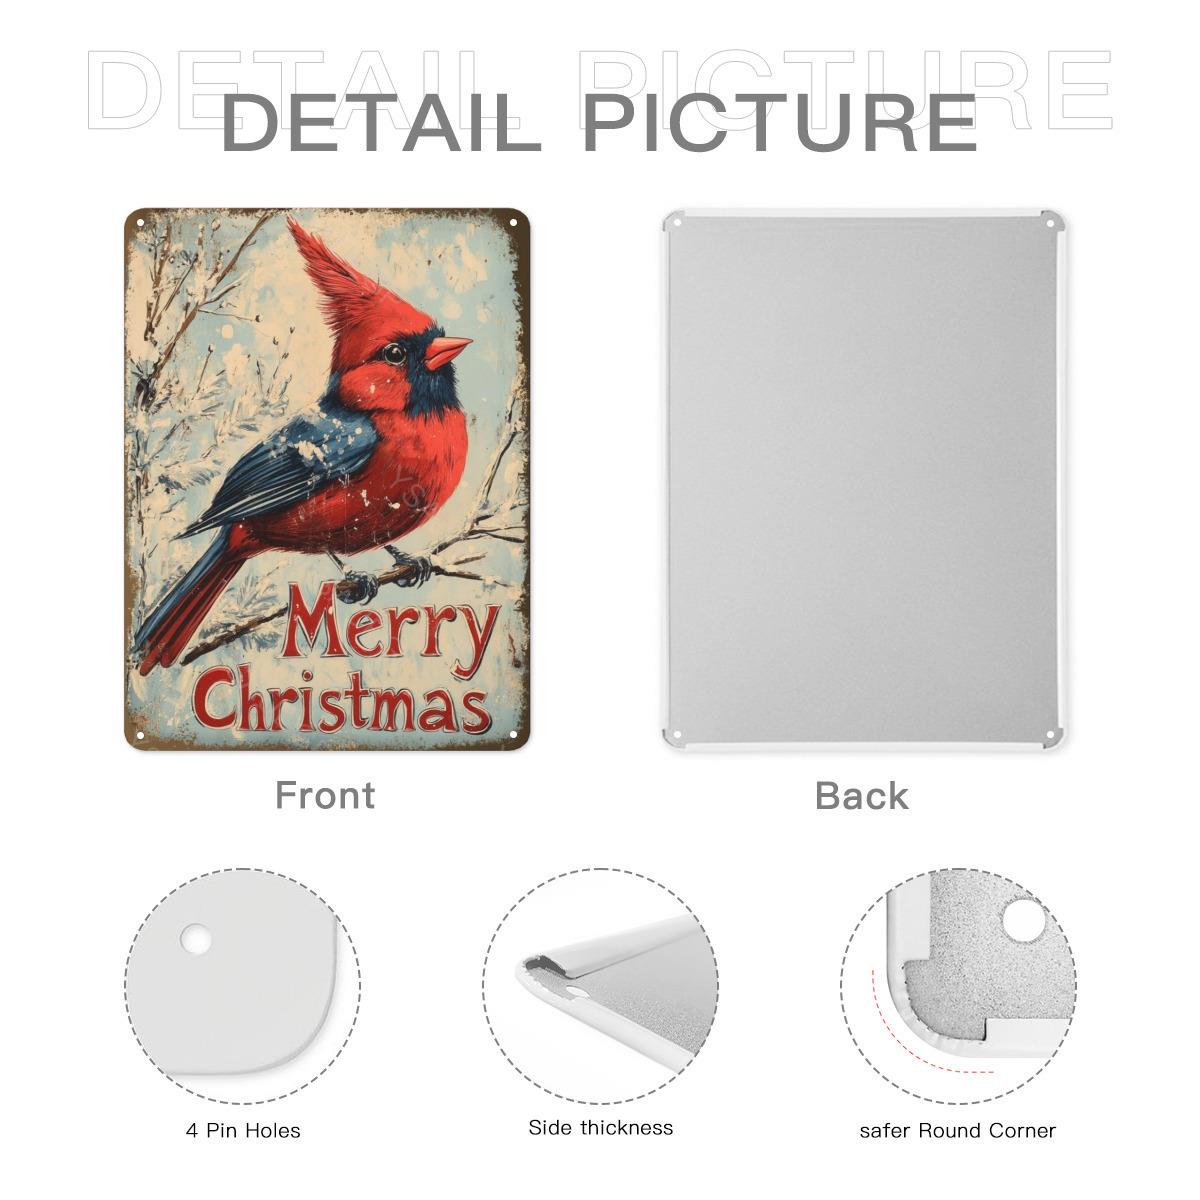 DETAIL PICTURE
DETAIL PICTURE
Merry
Christmas
Front
Back
4 Pin Holes
Side thickness
safer Round Corner